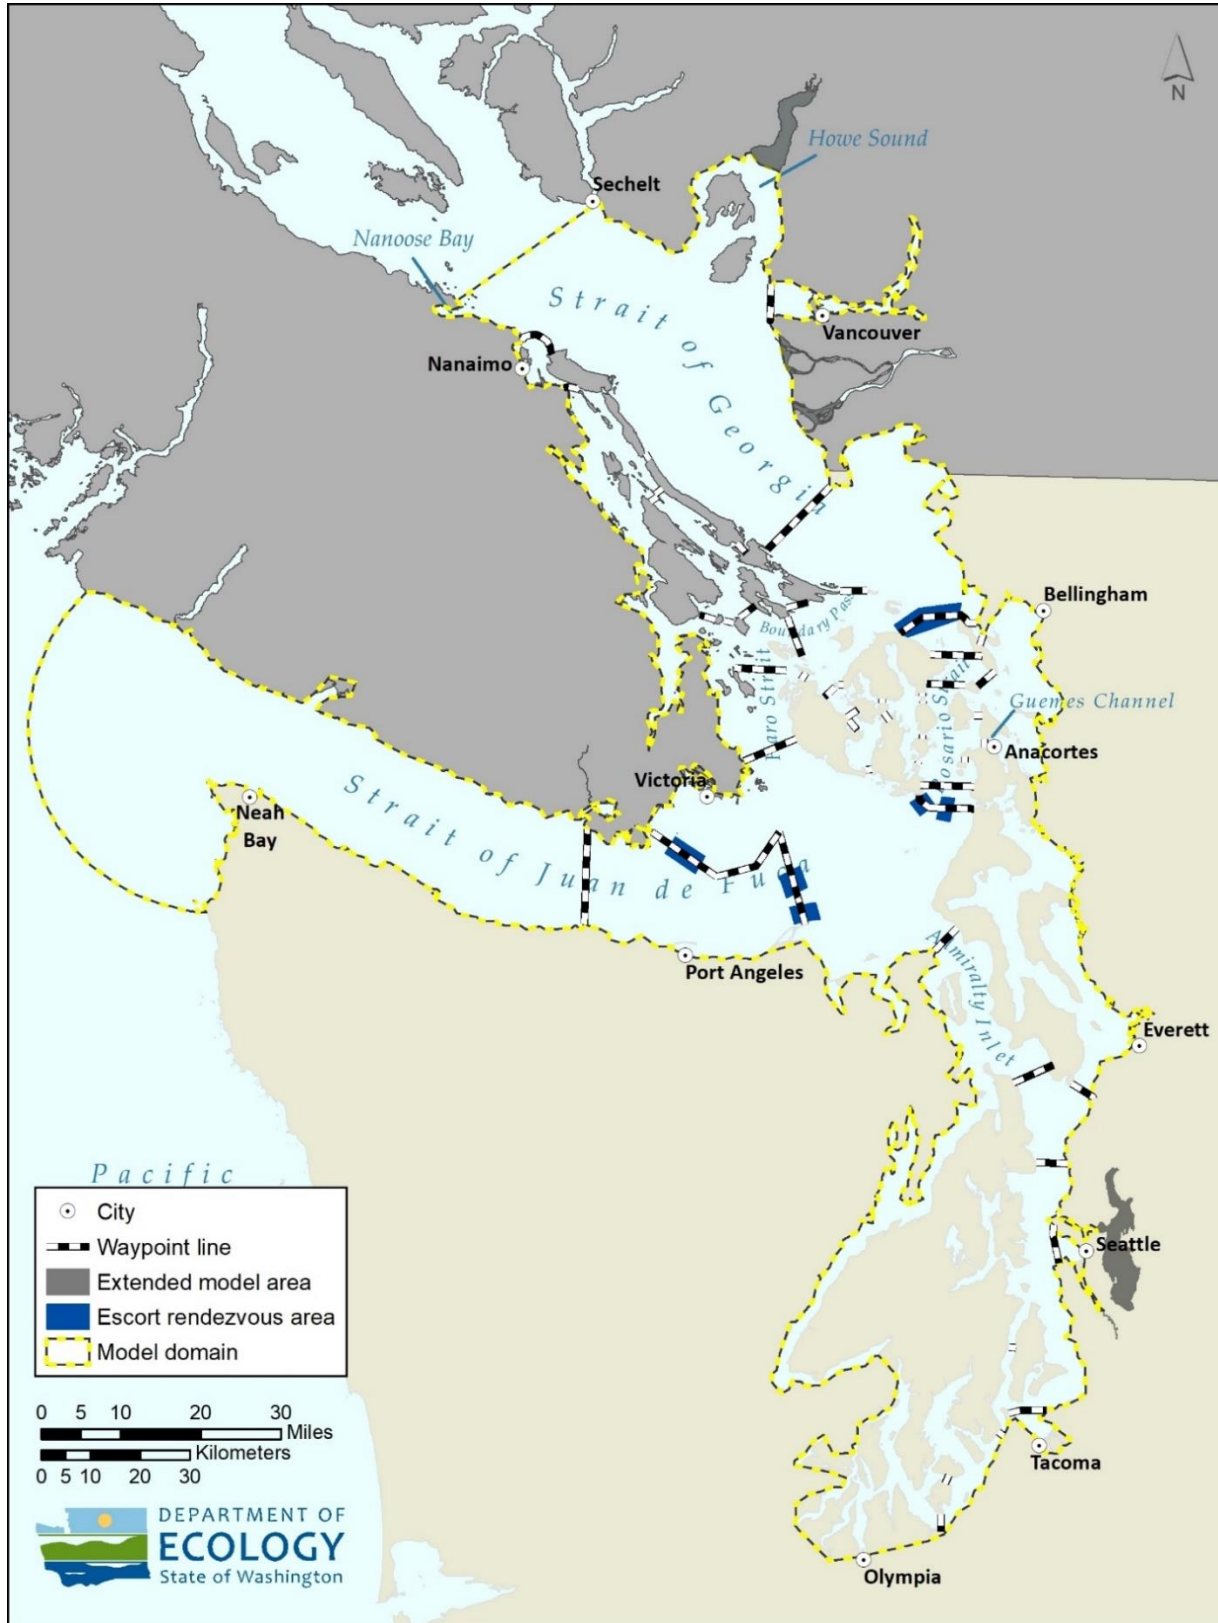 N
Howe Sound
Sechelt
Nanoose Bay
Strait of Georgia
Vancouver
Nanaimo
Bellingham
Boundary Pass
Haro Strait
Rosario Strait
Guemes Channel
Anacortes
Victoria
Neah
Bay
Strait of Juan de Fuca
Port Angeles
Admiralty Inlet
Everett
Pacific
Seattle
Tacoma
Olympia
City
Waypoint line
Extended model area
Escort rendezvous area
Model domain
0 5 10 20 30
Miles
Kilometers
0 5 10 20 30
DEPARTMENT OF
ECOLOGY
State of Washington